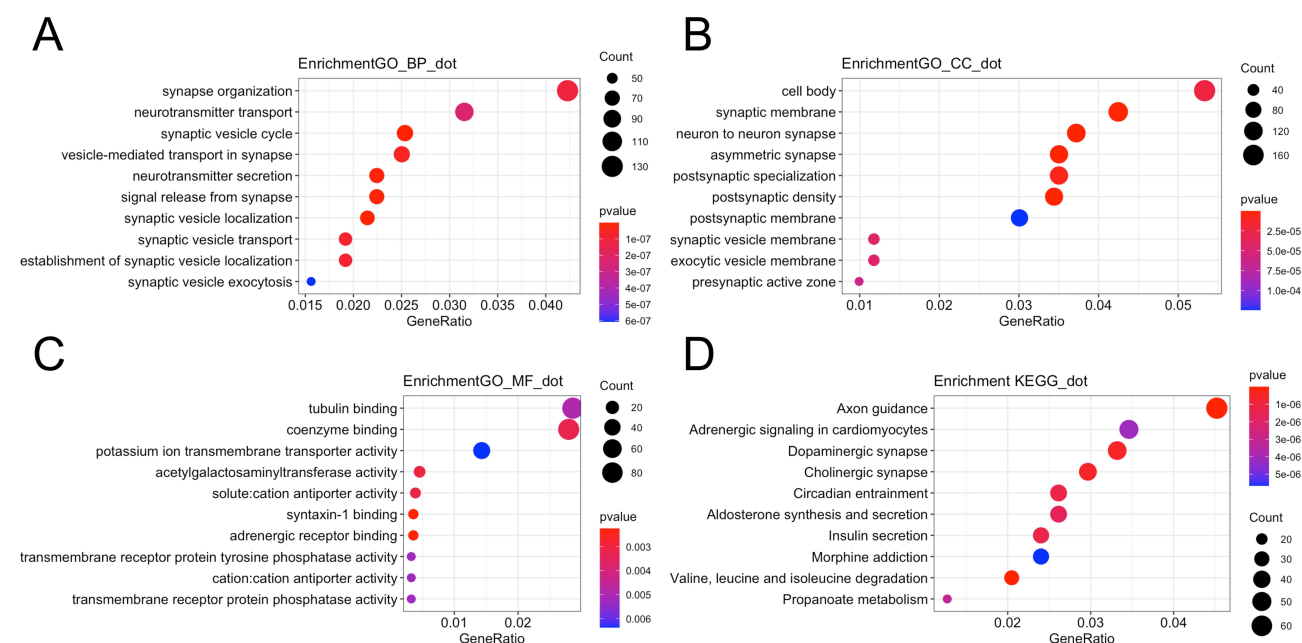 A
EnrichmentGO_BP_dot
synapse organization
neurotransmitter transport
synaptic vesicle cycle
vesicle-mediated transport in synapse
neurotransmitter secretion
signal release from synapse
synaptic vesicle localization
synaptic vesicle transport
establishment of synaptic vesicle localization
synaptic vesicle exocytosis
0.015 0.020 0.025 0.030 0.035 0.040
GeneRatio
Count
50
70
90
110
130
pvalue
1e-07
2e-07
3e-07
4e-07
5e-07
6e-07
B
EnrichmentGO_CC_dot
cell body
synaptic membrane
neuron to neuron synapse
asymmetric synapse
postsynaptic specialization
postsynaptic density
postsynaptic membrane
synaptic vesicle membrane
exocytic vesicle membrane
presynaptic active zone
0.01 0.02 0.03 0.04 0.05
GeneRatio
Count
40
80
120
160
pvalue
2.5e-05
5.0e-05
7.5e-05
1.0e-04
C
EnrichmentGO_MF_dot
tubulin binding
coenzyme binding
potassium ion transmembrane transporter activity
acetylgalactosaminyltransferase activity
solute:cation antiporter activity
syntaxin-1 binding
adrenergic receptor binding
transmembrane receptor protein tyrosine phosphatase activity
cation:cation antiporter activity
transmembrane receptor protein phosphatase activity
0.01 0.02
GeneRatio
Count
20
40
60
80
pvalue
0.003
0.004
0.005
0.006
D
Enrichment KEGG_dot
Axon guidance
Adrenergic signaling in cardiomyocytes
Dopaminergic synapse
Cholinergic synapse
Circadian entrainment
Aldosterone synthesis and secretion
Insulin secretion
Morphine addiction
Valine, leucine and isoleucine degradation
Propanoate metabolism
0.02 0.03 0.04
GeneRatio
pvalue
1e-06
2e-06
3e-06
4e-06
5e-06
Count
20
30
40
50
60